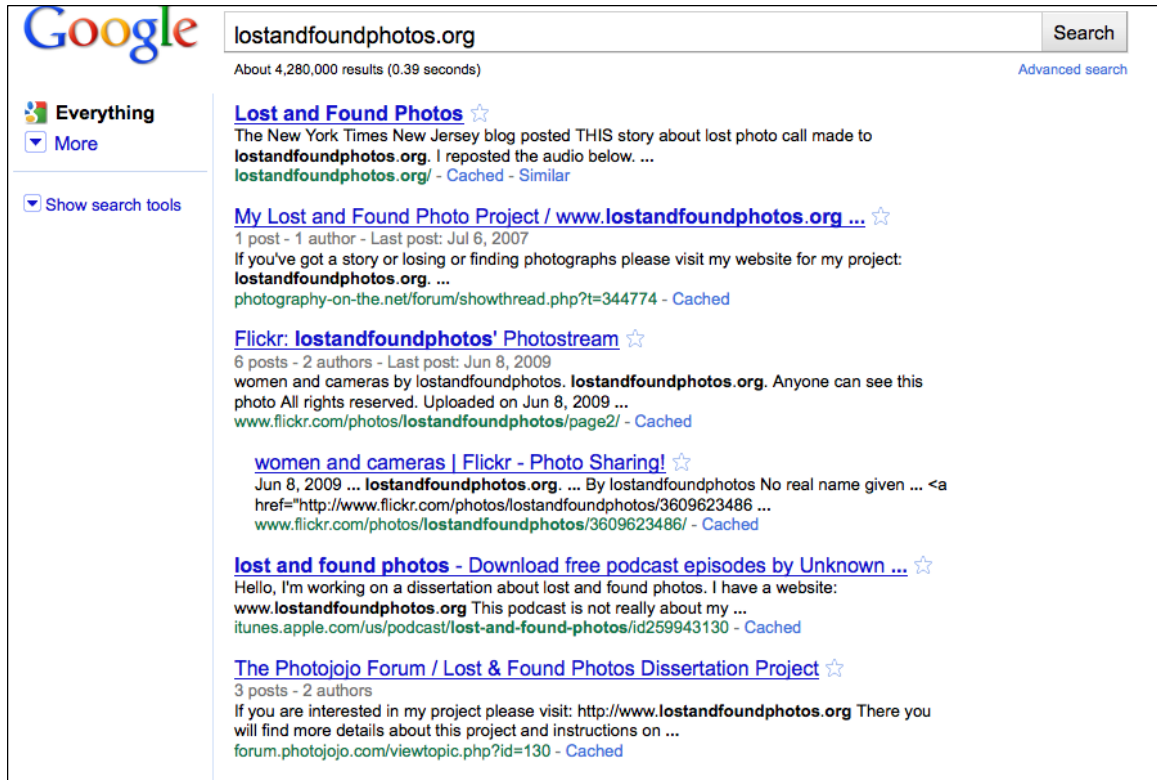 Google
lostandfoundphotos.org
Search
About 4,280,000 results (0.39 seconds)
Advanced search
Everything
More
Show search tools
Lost and Found Photos
The New York Times New Jersey blog posted THIS story about lost photo call made to
lostandfoundphotos.org. I reposted the audio below. ...
lostandfoundphotos.org/ - Cached - Similar
My Lost and Found Photo Project / www.lostandfoundphotos.org ...
1 post - 1 author - Last post: Jul 6, 2007
If you've got a story or losing or finding photographs please visit my website for my project:
lostandfoundphotos.org. ...
photography-on-the.net/forum/showthread.php?t=344774 - Cached
Flickr: lostandfoundphotos' Photostream
6 posts - 2 authors - Last post: Jun 8, 2009
women and cameras by lostandfoundphotos. lostandfoundphotos.org. Anyone can see this
photo All rights reserved. Uploaded on Jun 8, 2009 ...
www.flickr.com/photos/lostandfoundphotos/page2/ - Cached
women and cameras | Flickr - Photo Sharing!
Jun 8, 2009 ... lostandfoundphotos.org. ... By lostandfoundphotos No real name given ... <a
href="http://www.flickr.com/photos/lostandfoundphotos/3609623486 ...
www.flickr.com/photos/lostandfoundphotos/3609623486/ - Cached
lost and found photos - Download free podcast episodes by Unknown ...
Hello, I'm working on a dissertation about lost and found photos. I have a website:
www.lostandfoundphotos.org This podcast is not really about my ...
itunes.apple.com/us/podcast/lost-and-found-photos/id259943130 - Cached
The Photojojo Forum / Lost & Found Photos Dissertation Project
3 posts - 2 authors
If you are interested in my project please visit: http://www.lostandfoundphotos.org There you
will find more details about this project and instructions on ...
forum.photojojo.com/viewtopic.php?id=130 - Cached